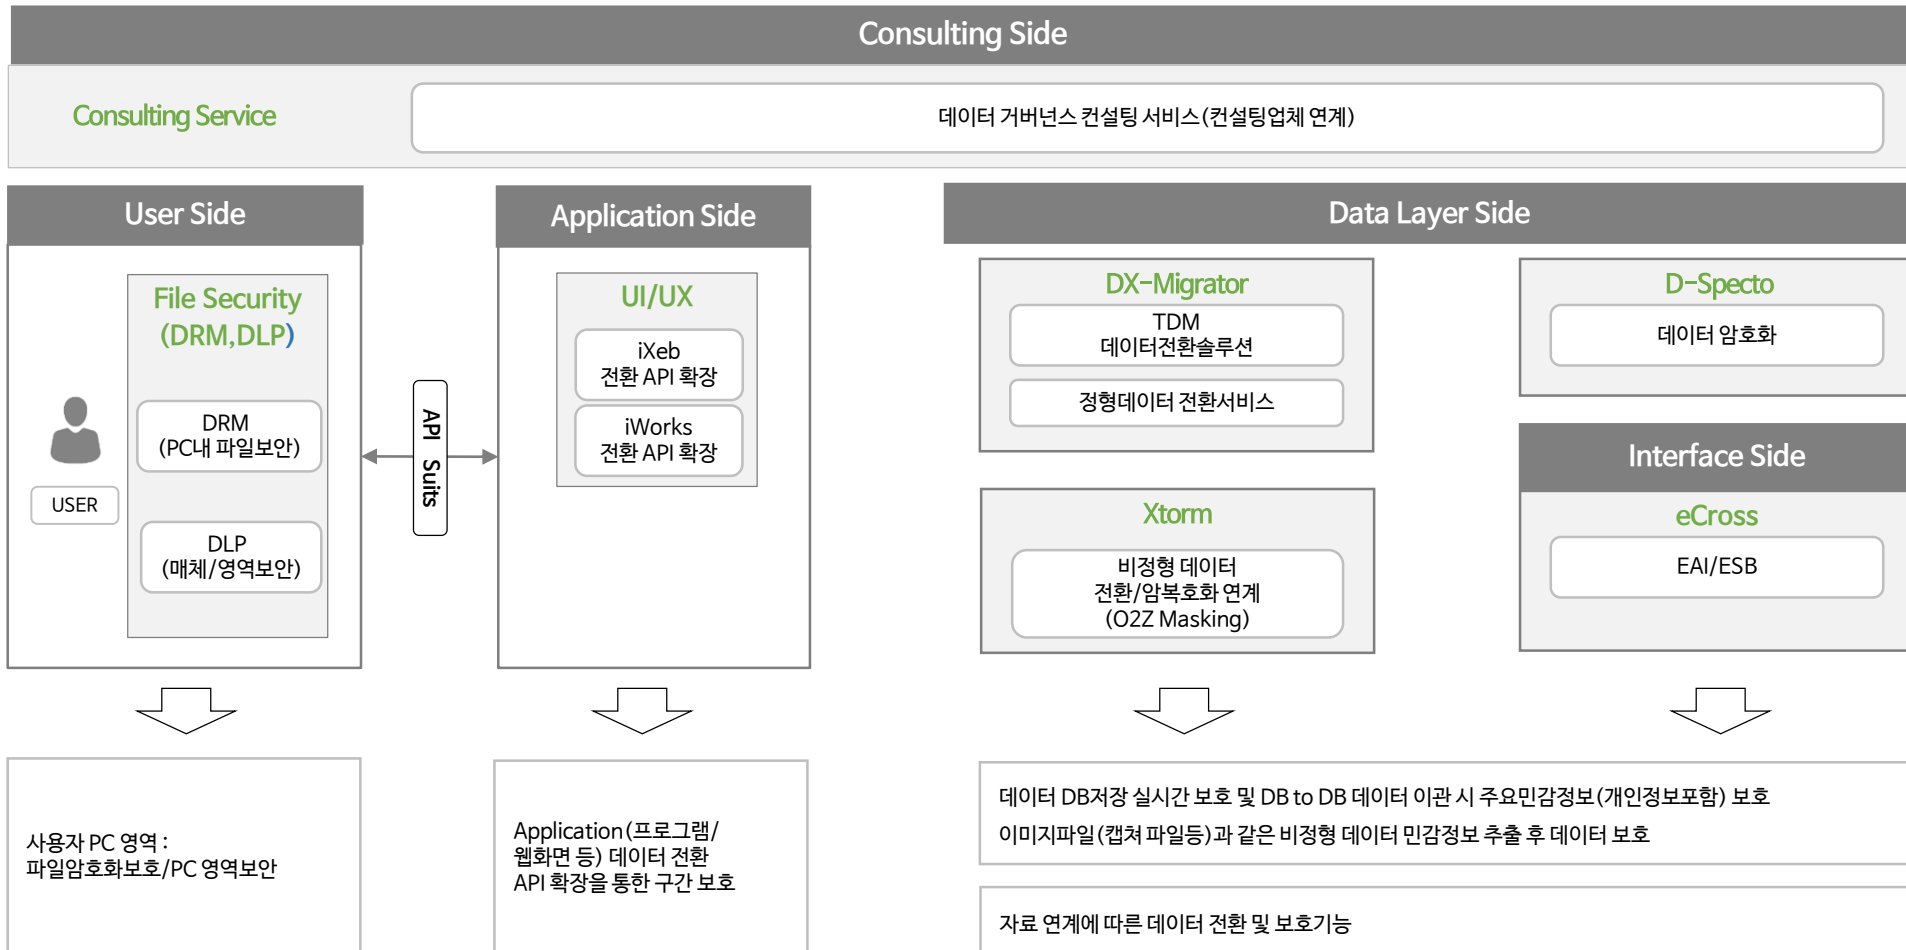 Consulting Side
Consulting Service
데이터 거버넌스 컨설팅 서비스(컨설팅업체 연계)
User Side
File Security
(DRM,DLP)
DRM
(PC내 파일보안)
USER
DLP
(매체/영역보안)
API Suits
Application Side
UI/UX
iXeb
전환 API 확장
iWorks
전환 API 확장
Data Layer Side
DX-Migrator
TDM
데이터전환솔루션
정형데이터 전환서비스
D-Specto
데이터 암호화
Xtorm
비정형 데이터
전환/암복호화 연계
(O2Z Masking)
Interface Side
eCross
EAI/ESB
사용자 PC 영역 :
파일암호화보호/PC 영역보안
Application(프로그램/
웹화면 등) 데이터 전환
API 확장을 통한 구간 보호
데이터 DB저장 실시간 보호 및 DB to DB 데이터 이관 시 주요민감정보(개인정보포함) 보호
이미지파일(캡쳐 파일등)과 같은 비정형 데이터 민감정보 추출 후 데이터 보호
자료 연계에 따른 데이터 전환 및 보호기능